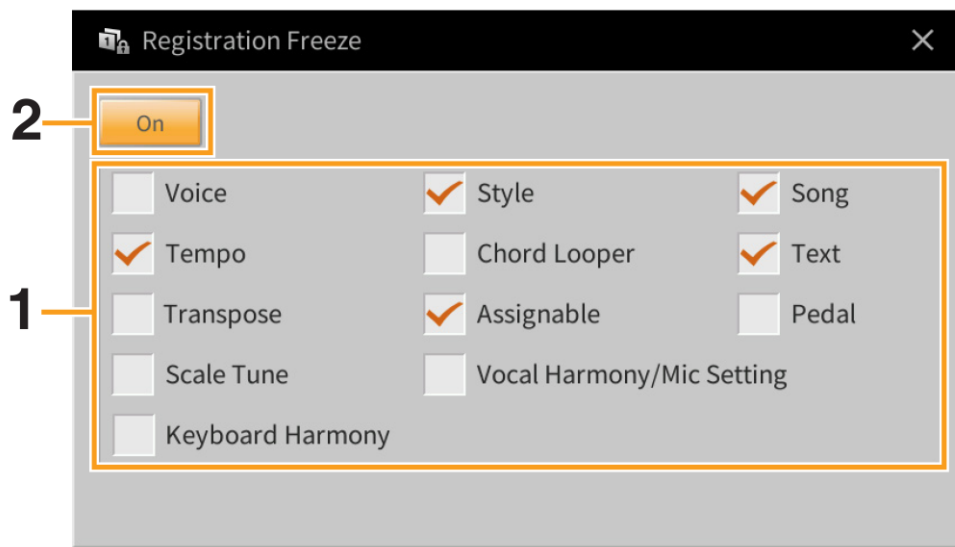 Registration Freeze
2
On
Voice Style Song
Tempo Chord Looper Text
1
Transpose Assignable Pedal
Scale Tune Vocal Harmony/Mic Setting
Keyboard Harmony